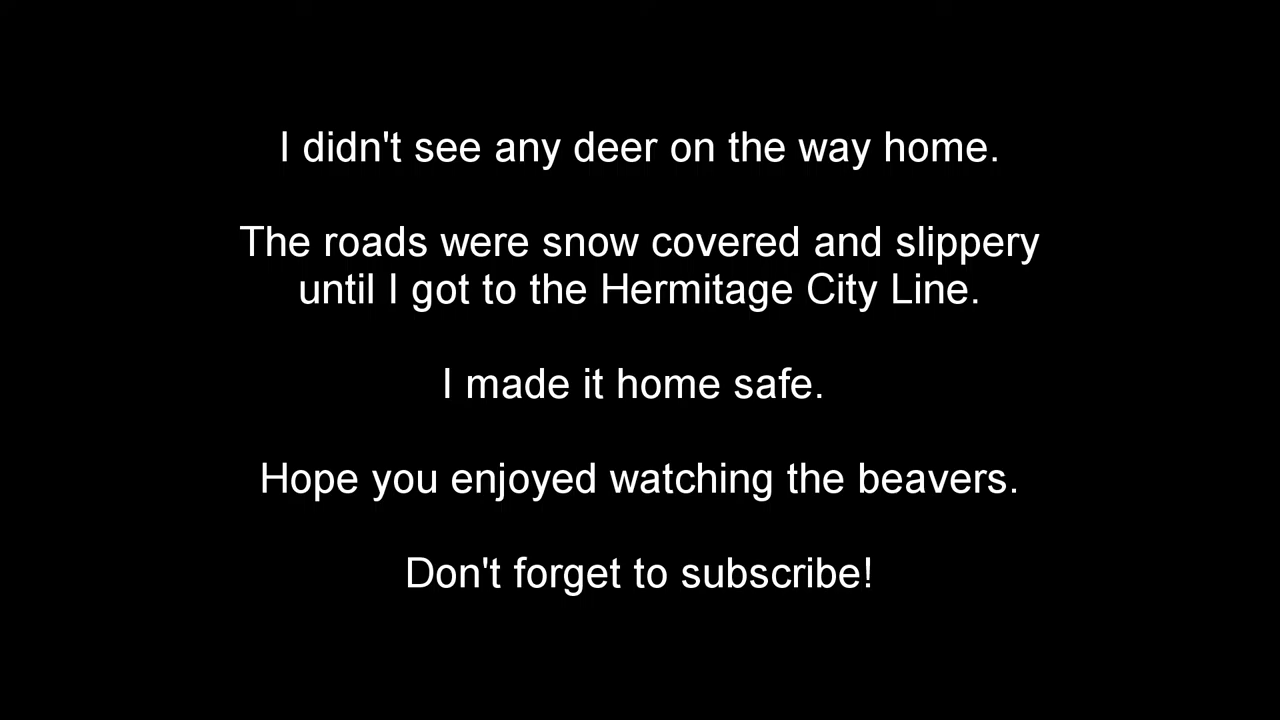 I didn't see any deer on the way home.
The roads were snow covered and slippery
until I got to the Hermitage City Line.
I made it home safe.
Hope you enjoyed watching the beavers.
Don't forget to subscribe!